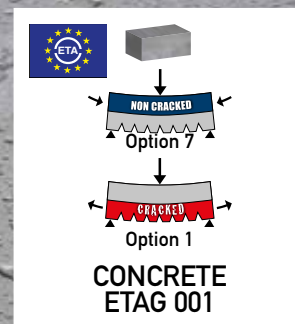 ETA
NON CRACKED
Option 7
CRACKED
Option 1
CONCRETE
ETAG 001